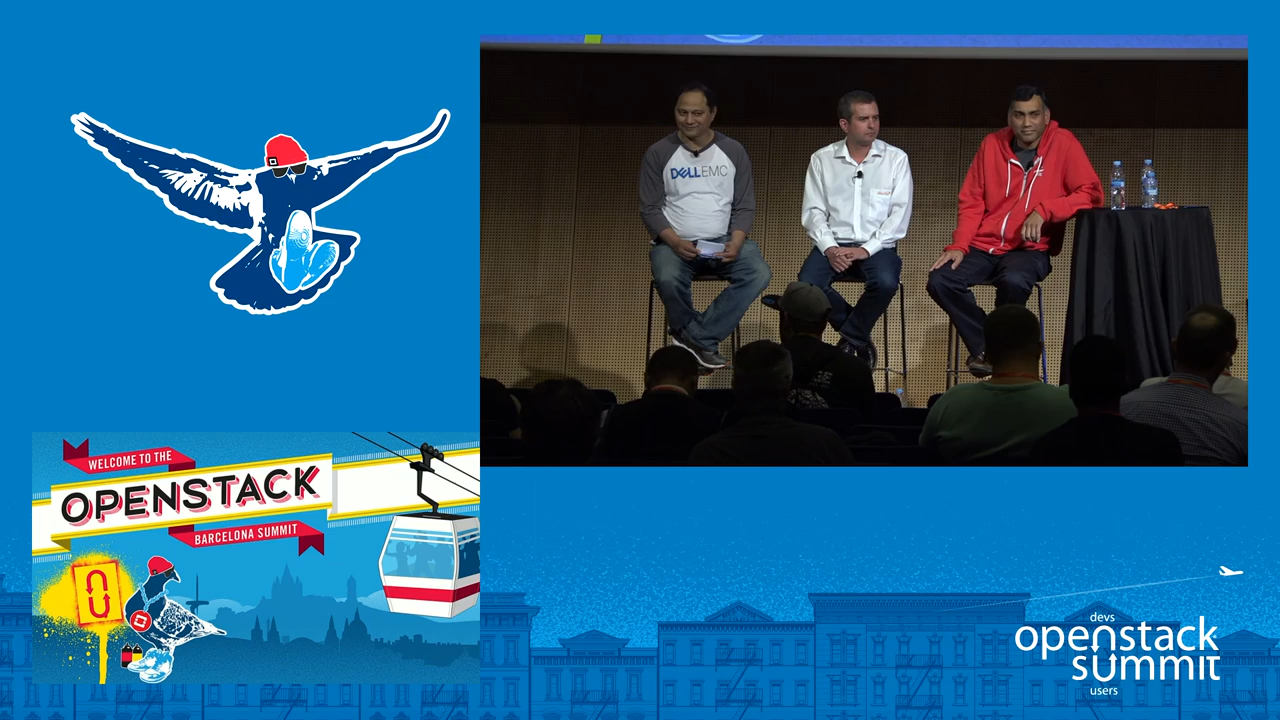 DELLEMC
WELCOME TO THE
OPENSTACK
BARCELONA SUMMIT
devs
openstack
summit
users